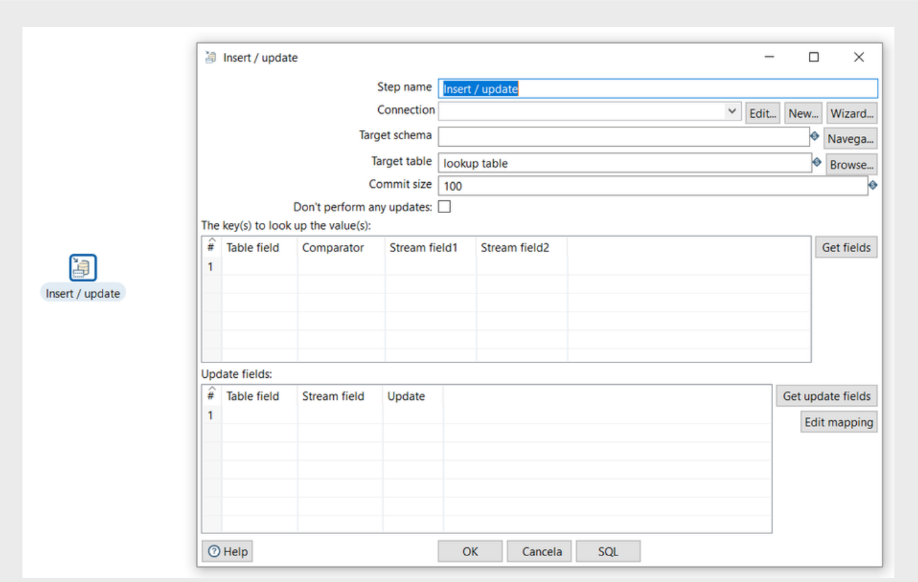 Insert / update
Step name Insert / update
Connection Edit... New... Wizard...
Target schema Navega...
Target table lookup table Browse...
Commit size 100
Don't perform any updates:
The key(s) to look up the value(s):
# Table field Comparator Stream field1 Stream field2 Get fields
1
Insert / update
Update fields:
# Table field Stream field Update Get update fields
1
Edit mapping
Help OK Cancela SQL